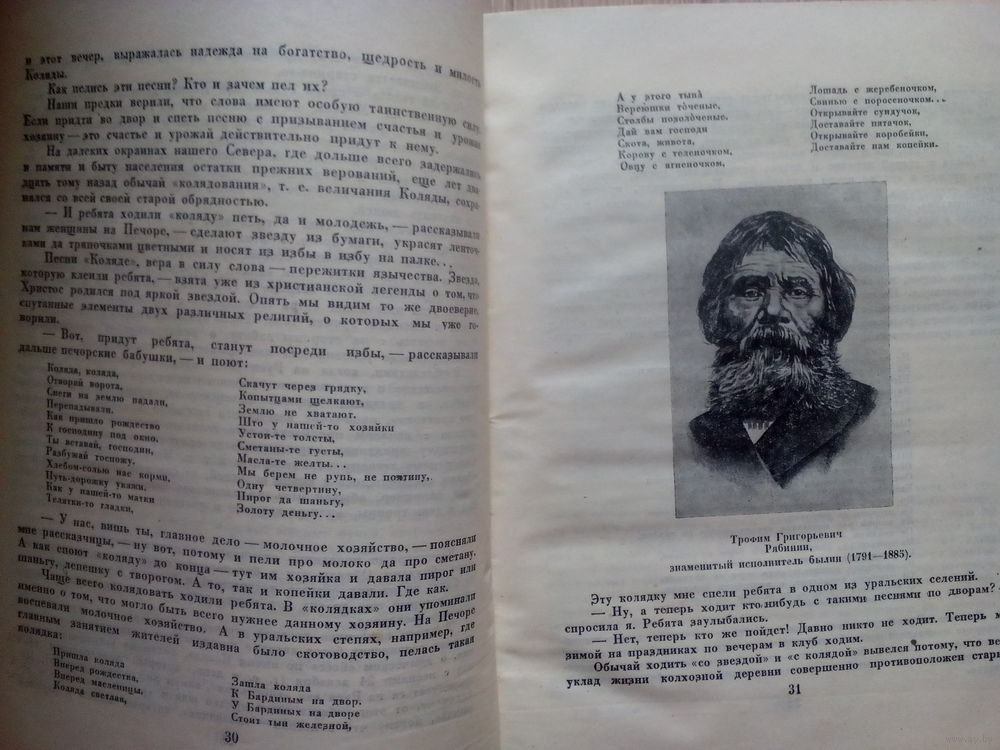 в этот вечер, выражалась надежда на богатство, щедрость и милость
Коляды.
Как пелись эти песни? Кто и зачем пел их?
Наши предки верили, что слова имеют особую таинственную силу.
Если придти во двор и спеть песню с призыванием счастья и урожая
хозяину — это счастье и урожай действительно придут к нему.
На далеких окраинах нашего Севера, где дольше всего задержались
в памяти и быту населения остатки прежних верований, еще лет два-
дцать тому назад обычай «колядования», т. е. величания Коляды, сохра-
нялся со всей своей старой обрядностью.
— И ребята ходили «коляду» петь, да и молодежь, — рассказывали
нам женщины на Печоре, — сделают звезду из бумаги, украсят ленточ-
ками да тряпочками цветными и носят из избы в избу на палке...
Песни «Коляде», вера в силу слова — пережитки язычества. Звезда,
которую клеили ребята, — взята уже из христианской легенды о том, что
Христос родился под яркой звездой. Опять мы видим то же двоеверие,
спутанные элементы двух различных религий, о которых мы уже го-
ворили.
— Вот, придут ребята, станут посреди избы, — рассказывали
дальше печорские бабушки, — и поют:
Коляда, коляда,
Отворяй ворота,
Снеги на землю падали,
Перепадывали.
Как пришло рождество
К господину под окно.
Ты вставай, господин,
Разбужай госпожу.
Хлебом-солью нас корми,
Путь-дорожку укажи.
Как у нашей-то матки
Телятки-то гладки,
Скачут через грядку,
Копытцами щелкают,
Землю не хватают.
Што у нашей-то хозяйки
Устои-те толсты,
Сметаны-те густы,
Масла-те желты...
Мы берем не рупь, не полтину,
Одну четвертину,
Пирог да шаньгу,
Золоту деньгу...
— У нас, вишь ты, главное дело — молочное хозяйство, — поясняли
мне рассказчицы, — ну вот, потому и пели про молоко да про сметану.
А как споют «коляду» до конца — тут им хозяйка и давала пирог или
шаньгу, лепешку с творогом. А то, так и копейки давали. Где как.
Чаще всего колядовать ходили ребята. В «колядках» они упоминали
именно о том, что могло быть всего нужнее данному хозяину. На Печоре
воспевали молочное хозяйство. А в уральских степях, например, где
главным занятием жителей издавна было скотоводство, пелась такая
колядка:
Пришла коляда
Вперед рождества,
Вперед масленицы,
Коляда светлая,
Зашла коляда
К Бардиным на двор.
У Бардиных на дворе
Стоит тын железной,
30
А у этого тына
Вереюшки точеные,
Столбы позолоченые.
Дай вам господи
Скота, живота,
Корову с теленочком,
Овцу с ягненочком,
Лошадь с жеребеночком,
Свинью с поросеночком...
Открывайте сундучок,
Доставайте пятачок,
Открывайте коробейки,
Доставайте нам копейки.
Трофим Григорьевич
Рябинин,
знаменитый исполнитель былин (1791—1885).
Эту колядку мне спели ребята в одном из уральских селений.
— Ну, а теперь ходит кто-нибудь с такими песнями по дворам?
спросила я. Ребята заулыбались.
— Нет, теперь кто же пойдет! Давно никто не ходит. Теперь м
зимой на праздниках по вечерам в клуб ходим.
Обычай ходить "со звездой" и «с колядой» вывелся потому, что ве
уклад жизни колхозной деревни совершенно противоположен стары
31